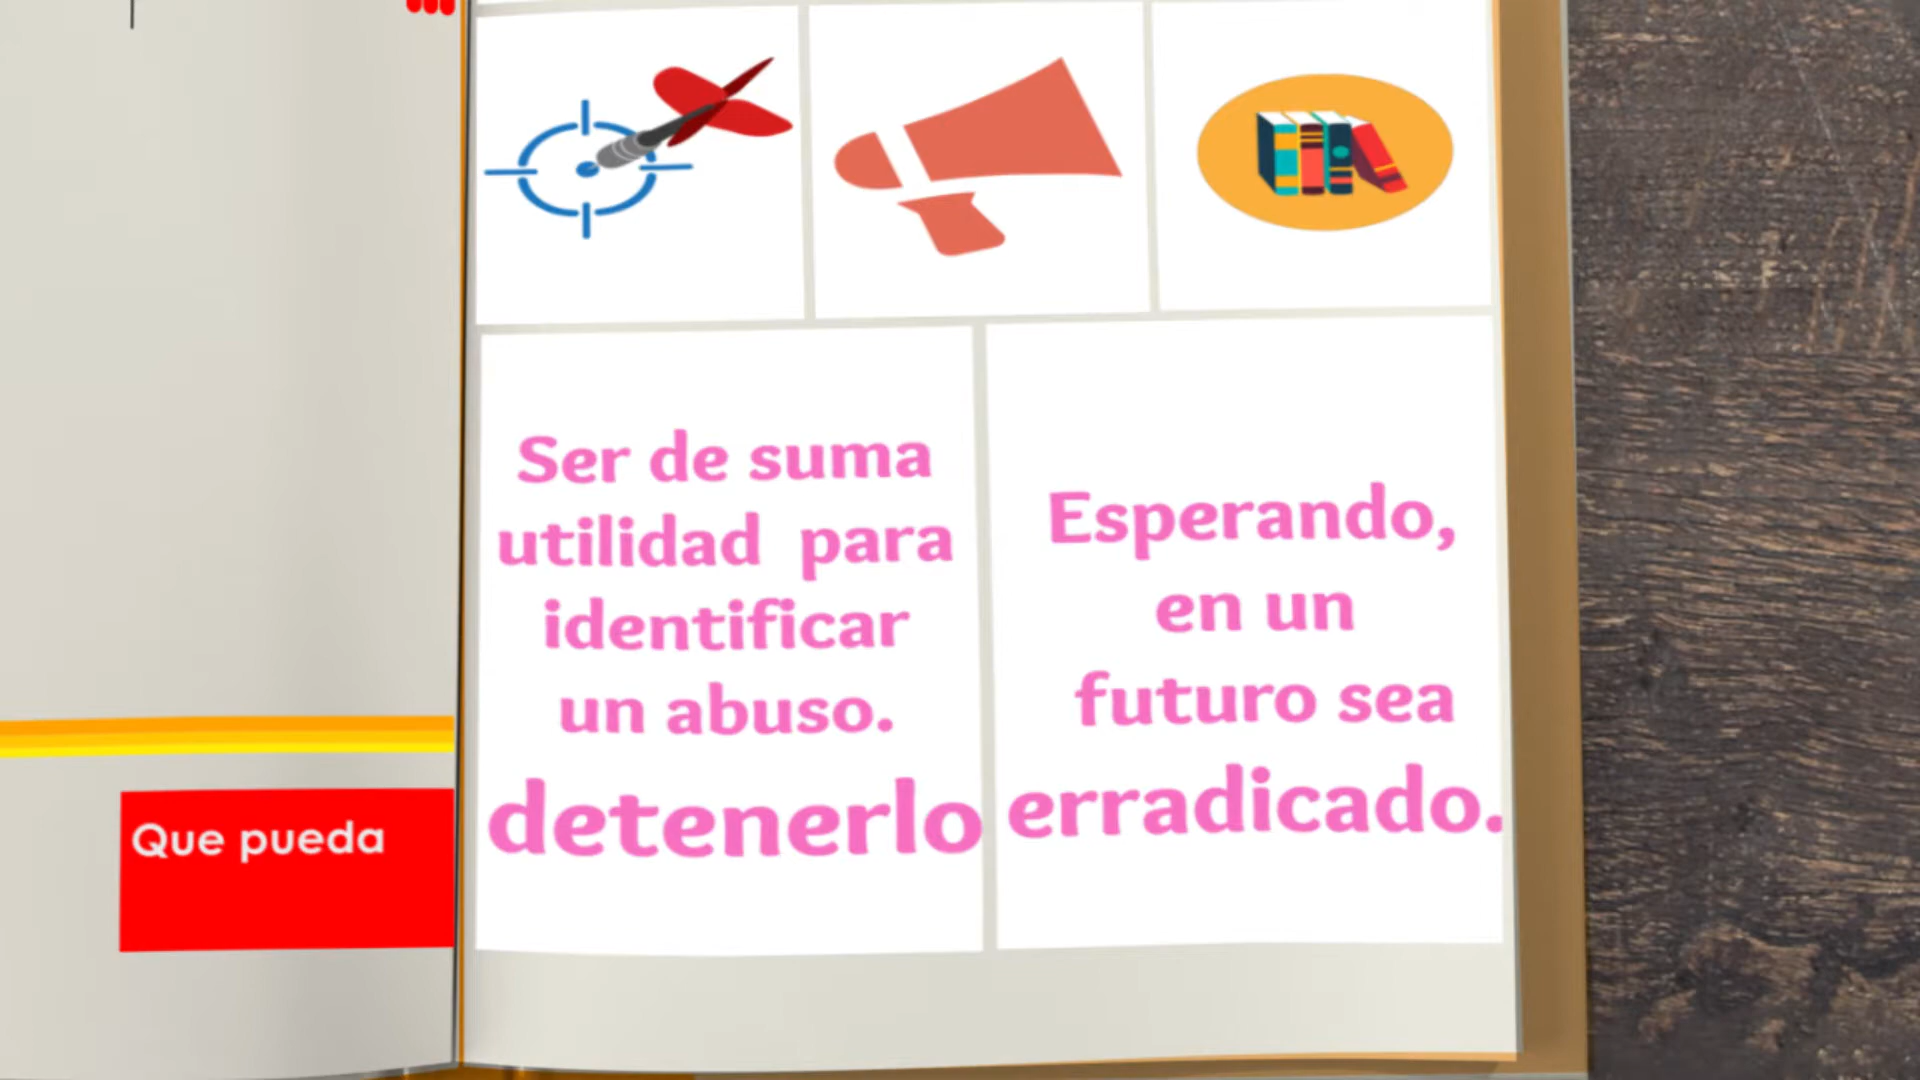 Que pueda
Ser de suma
utilidad para
identificar
un abuso.
detenerlo
Esperando,
en un
futuro sea
erradicado.